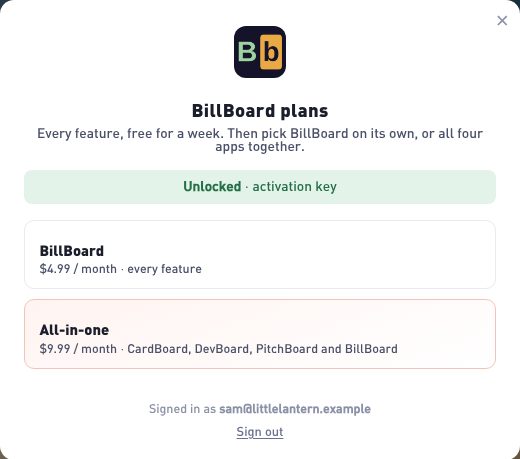 Bb
BillBoard plans
Every feature, free for a week. Then pick BillBoard on its own, or all four
apps together.
Unlocked · activation key
BillBoard
$4.99 / month · every feature
All-in-one
$9.99 / month · CardBoard, DevBoard, PitchBoard and BillBoard
Signed in as sam@littlelantern.example
Sign out